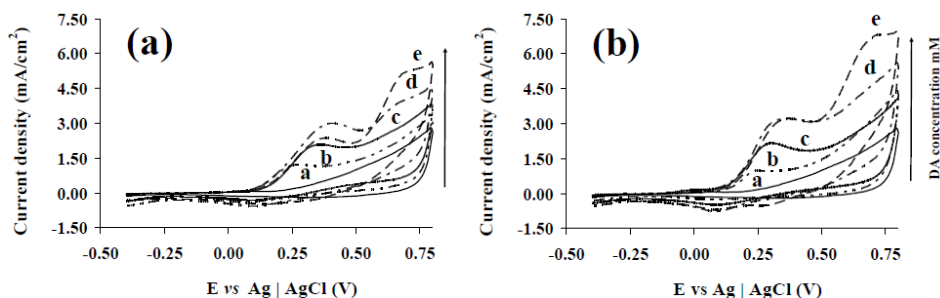 (a)
Current density (mA/cm²)
7.50
6.00
4.50
3.00
1.50
0.00
-1.50
e
d
c
b
a
-0.50
-0.25
0.00
0.25
0.50
0.75
E vs Ag | AgCl (V)
(b)
Current density (mA/cm²)
7.50
6.00
4.50
3.00
1.50
0.00
-1.50
e
d
c
b
a
-0.50
-0.25
0.00
0.25
0.50
0.75
E vs Ag | AgCl (V)
DA concentration mM